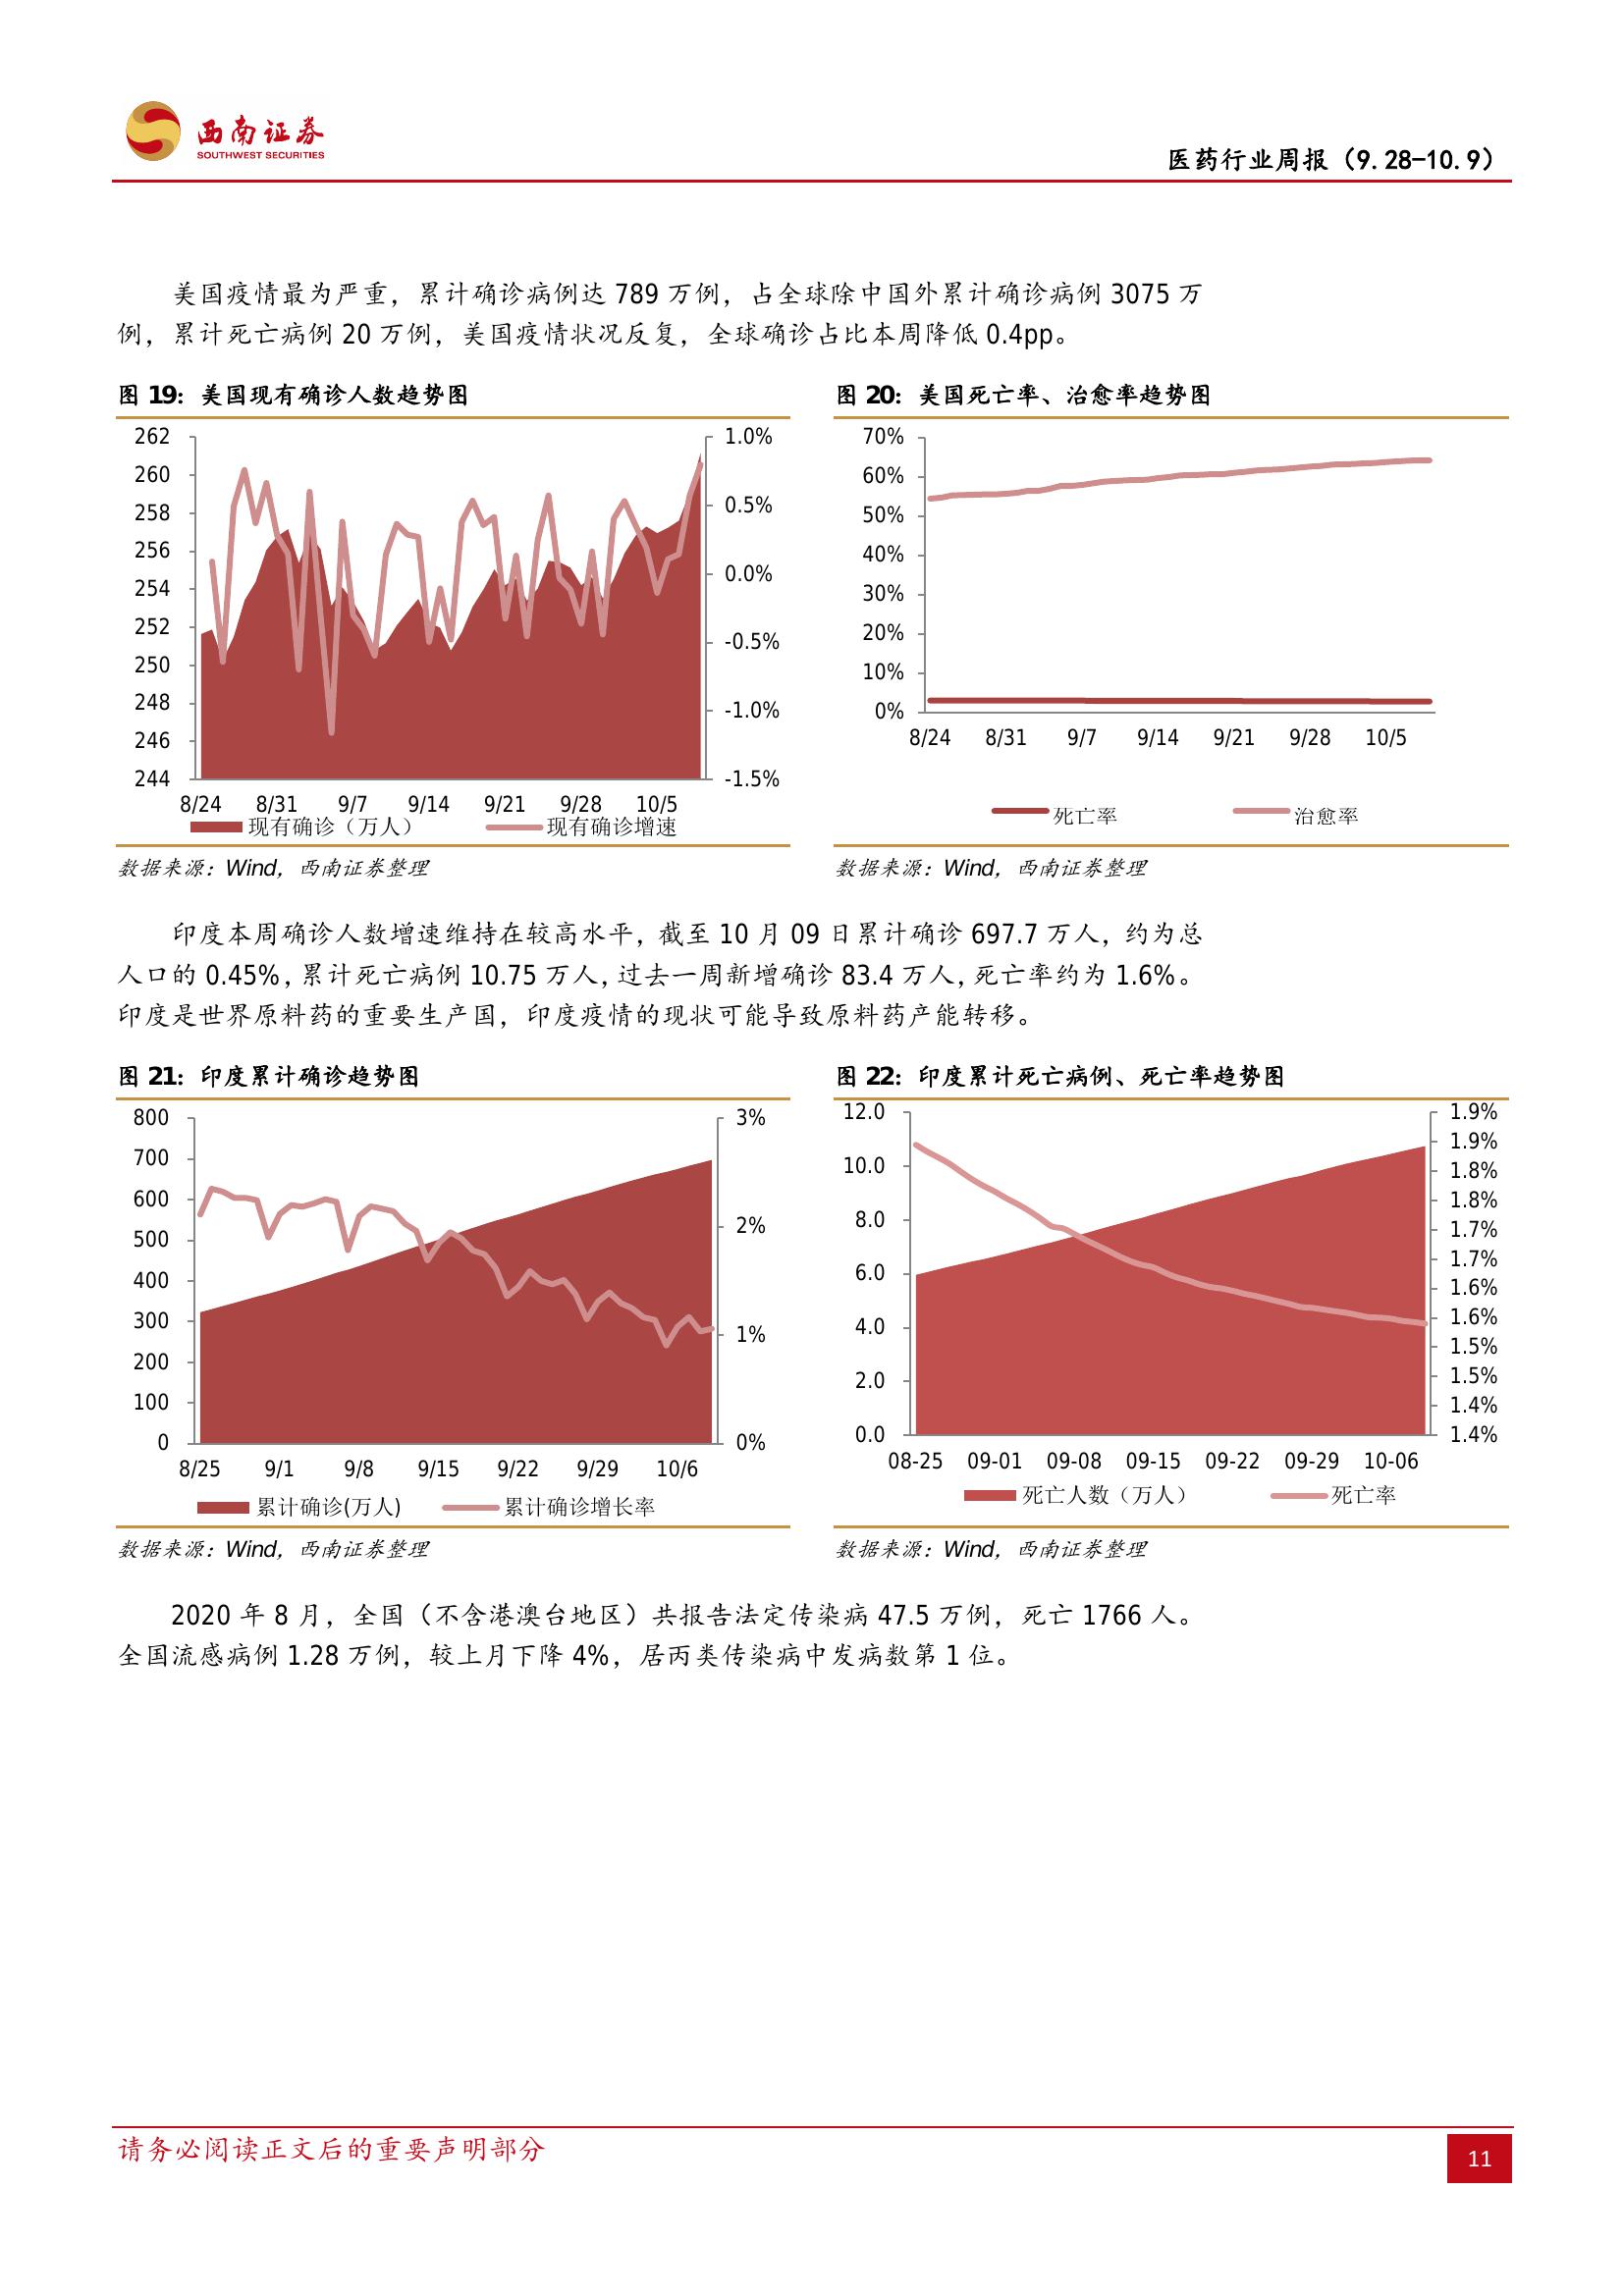 西南证券
SOUTHWEST SECURITIES
医药行业周报（9.28-10.9）
美国疫情最为严重，累计确诊病例达 789 万例，占全球除中国外累计确诊病例 3075 万
例，累计死亡病例 20 万例，美国疫情状况反复，全球确诊占比本周降低 0.4pp。
图 19：美国现有确诊人数趋势图
262
260
258
256
254
252
250
248
246
244
1.0%
0.5%
0.0%
-0.5%
-1.0%
-1.5%
8/24 8/31 9/7 9/14 9/21 9/28 10/5
现有确诊（万人） 现有确诊增速
数据来源：Wind，西南证券整理
图 20：美国死亡率、治愈率趋势图
70%
60%
50%
40%
30%
20%
10%
0%
8/24 8/31 9/7 9/14 9/21 9/28 10/5
死亡率 治愈率
数据来源：Wind，西南证券整理
印度本周确诊人数增速维持在较高水平，截至 10 月 09 日累计确诊 697.7 万人，约为总
人口的 0.45%，累计死亡病例 10.75 万人，过去一周新增确诊 83.4 万人，死亡率约为 1.6%。
印度是世界原料药的重要生产国，印度疫情的现状可能导致原料药产能转移。
图 21：印度累计确诊趋势图
800
700
600
500
400
300
200
100
0
3%
2%
1%
0%
8/25 9/1 9/8 9/15 9/22 9/29 10/6
累计确诊(万人) 累计确诊增长率
数据来源：Wind，西南证券整理
图 22：印度累计死亡病例、死亡率趋势图
12.0
10.0
8.0
6.0
4.0
2.0
0.0
1.9%
1.9%
1.8%
1.8%
1.7%
1.7%
1.6%
1.6%
1.5%
1.5%
1.4%
1.4%
08-25 09-01 09-08 09-15 09-22 09-29 10-06
死亡人数（万人） 死亡率
数据来源：Wind，西南证券整理
2020 年 8 月，全国（不含港澳台地区）共报告法定传染病 47.5 万例，死亡 1766 人。
全国流感病例 1.28 万例，较上月下降 4%，居丙类传染病中发病数第 1 位。
请务必阅读正文后的重要声明部分
11